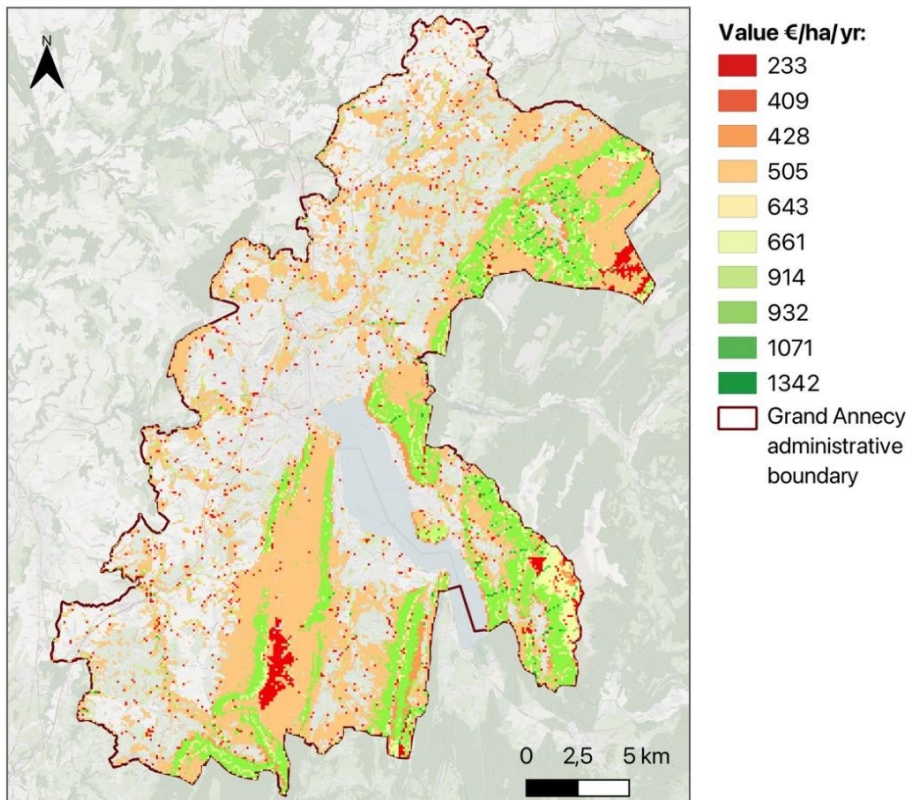 N
Value €/ha/yr:
233
409
428
505
643
661
914
932
1071
1342
Grand Annecy
administrative
boundary
0 2,5 5 km